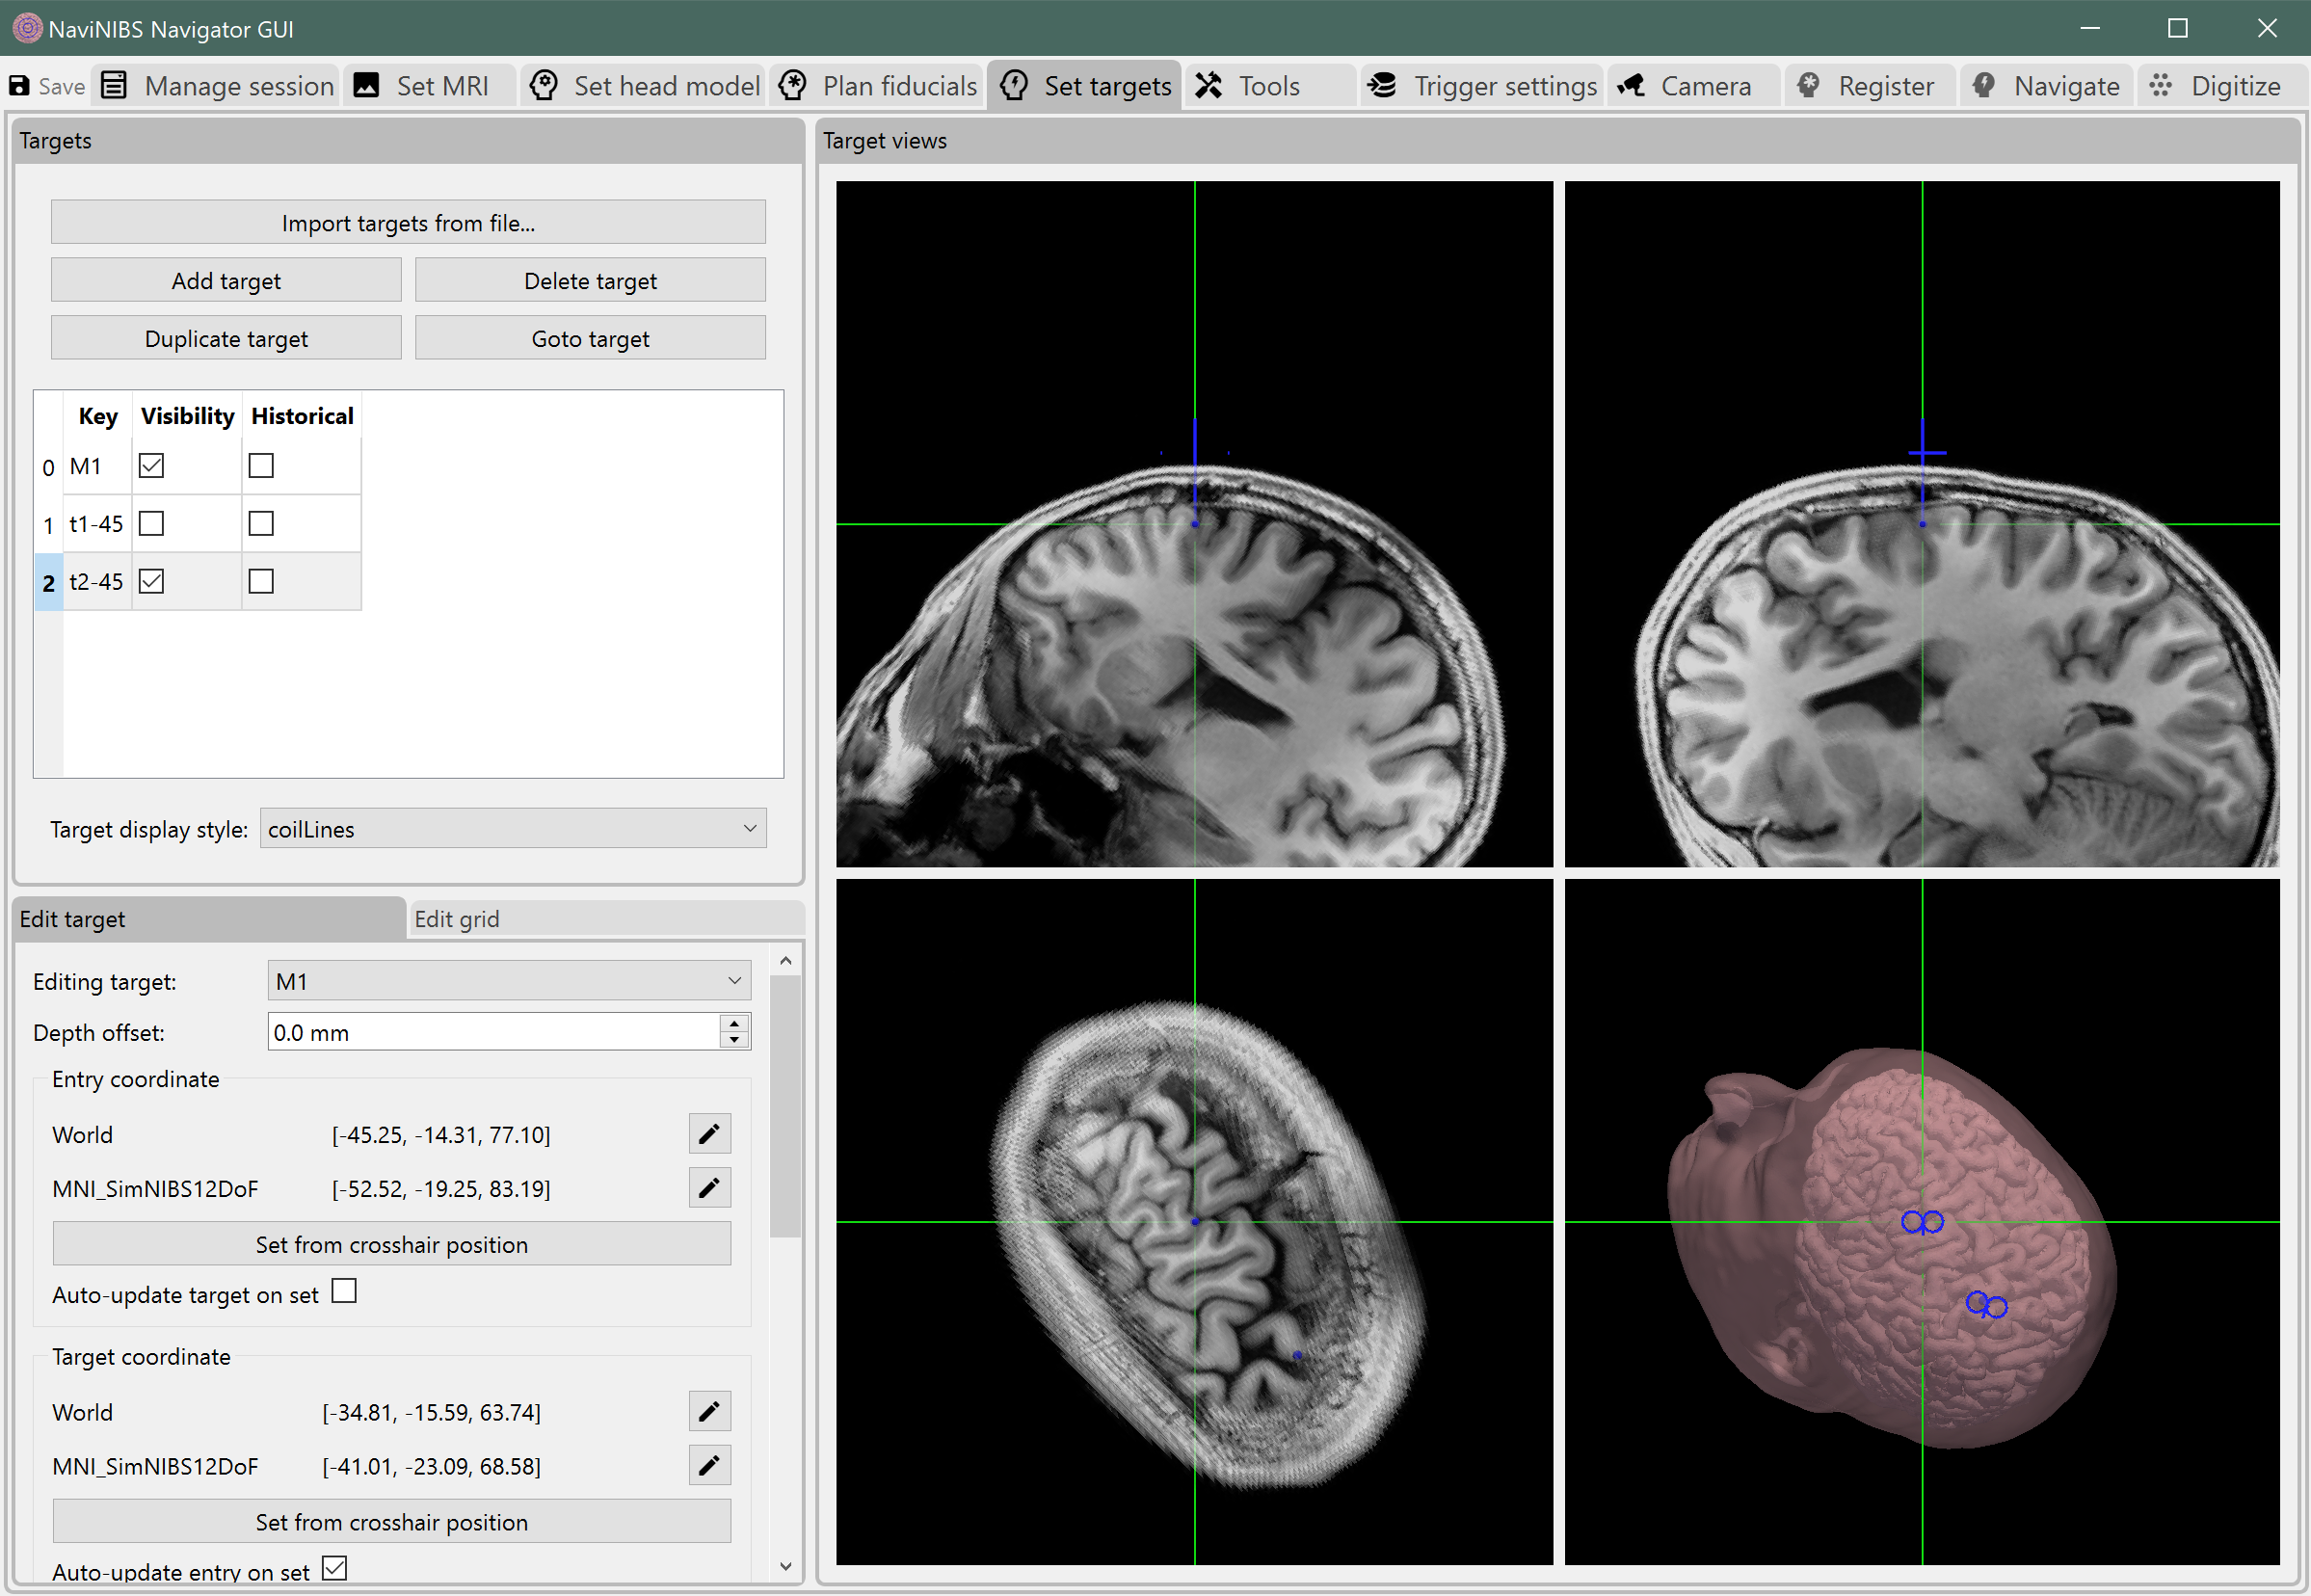 NaviNIBS Navigator GUI
Save Manage session Set MRI Set head model Plan fiducials Set targets Tools Trigger settings Camera Register Navigate Digitize
Targets
Import targets from file...
Add target Delete target
Duplicate target Goto target
Key Visibility Historical
0 M1
1 t1-45
2 t2-45
Target display style: coilLines
Edit target Edit grid
Editing target: M1
Depth offset: 0.0 mm
Entry coordinate
World [-45.25, -14.31, 77.10]
MNI_SimNIBS12DoF [-52.52, -19.25, 83.19]
Set from crosshair position
Auto-update target on set
Target coordinate
World [-34.81, -15.59, 63.74]
MNI_SimNIBS12DoF [-41.01, -23.09, 68.58]
Set from crosshair position
Auto-update entry on set
Target views